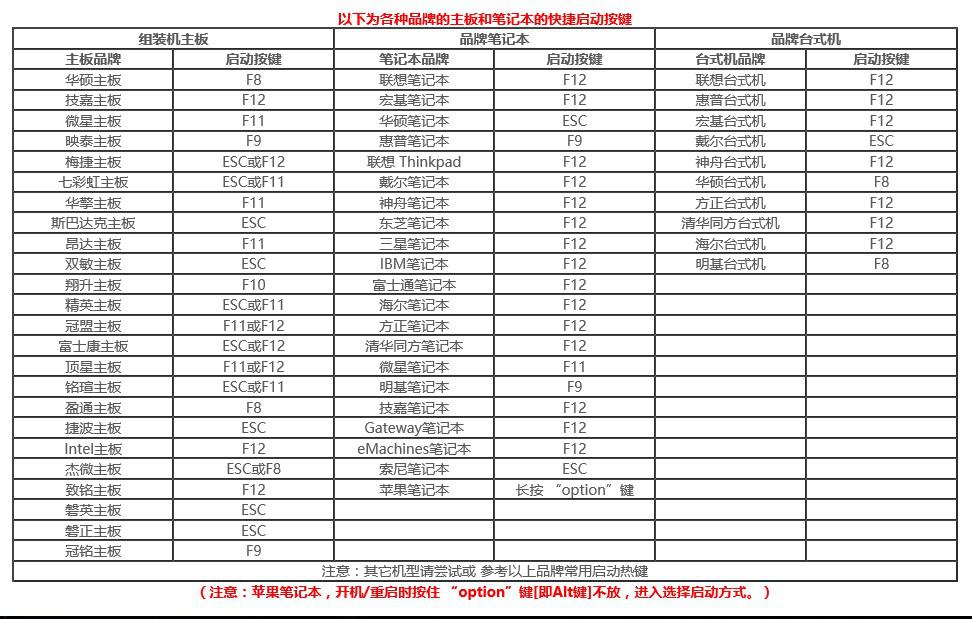 以下为各种品牌的主板和笔记本的快捷启动按键
组装机主板 品牌笔记本 品牌台式机
主板品牌 启动按键 笔记本品牌 启动按键 台式机品牌 启动按键
华硕主板 F8 联想笔记本 F12 联想台式机 F12
技嘉主板 F12 宏基笔记本 F12 惠普台式机 F12
微星主板 F11 华硕笔记本 ESC 宏基台式机 F12
映泰主板 F9 惠普笔记本 F9 戴尔台式机 ESC
梅捷主板 ESC或F12 联想 Thinkpad F12 神舟台式机 F12
七彩虹主板 ESC或F11 戴尔笔记本 F12 华硕台式机 F8
华擎主板 F11 神舟笔记本 F12 方正台式机 F12
斯巴达克主板 ESC 东芝笔记本 F12 清华同方台式机 F12
昂达主板 F11 三星笔记本 F12 海尔台式机 F12
双敏主板 ESC IBM笔记本 F12 明基台式机 F8
翔升主板 F10 富士通笔记本 F12
精英主板 ESC或F11 海尔笔记本 F12
冠盟主板 F11或F12 方正笔记本 F12
富士康主板 ESC或F12 清华同方笔记本 F12
顶星主板 F11或F12 微星笔记本 F11
铭瑄主板 ESC或F11 明基笔记本 F9
盈通主板 F8 技嘉笔记本 F12
捷波主板 ESC Gateway笔记本 F12
Intel主板 F12 eMachines笔记本 F12
杰微主板 ESC或F8 索尼笔记本 ESC
致铭主板 F12 苹果笔记本 长按 “option”键
磐英主板 ESC
磐正主板 ESC
冠铭主板 F9
注意：其它机型请尝试或 参考以上品牌常用启动热键
（注意：苹果笔记本，开机/重启时按住 “option”键[即Alt键]不放，进入选择启动方式。）